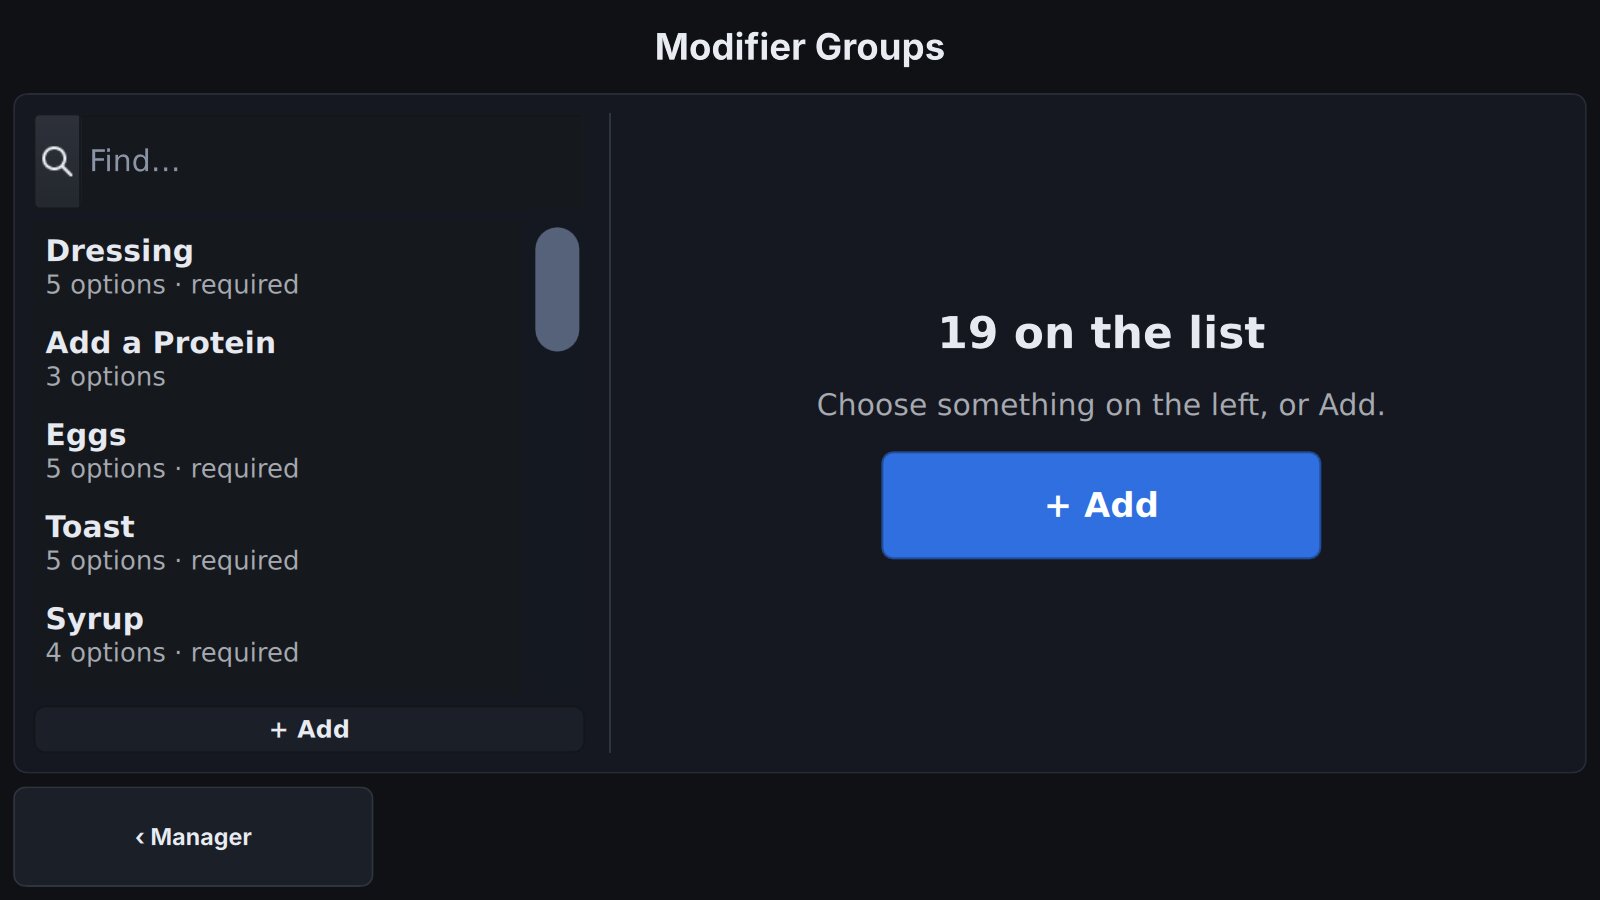 Modifier Groups
Find...
Dressing
5 options · required
Add a Protein
3 options
Eggs
5 options · required
Toast
5 options · required
Syrup
4 options · required
+ Add
19 on the list
Choose something on the left, or Add.
+ Add
‹ Manager